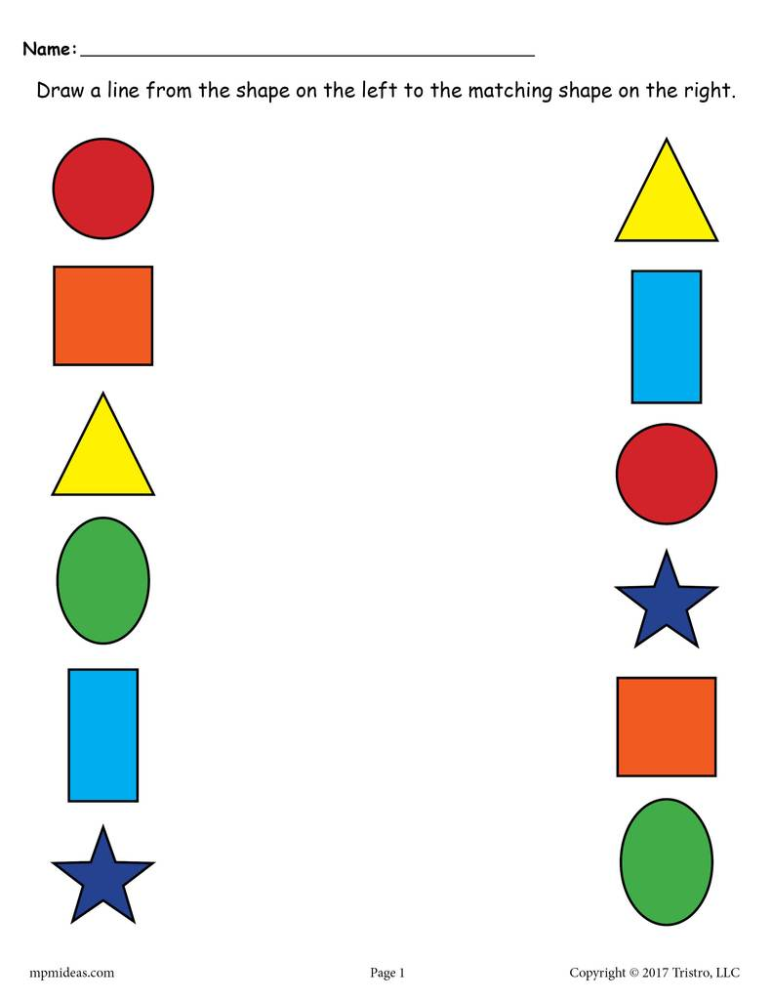 Name:
Draw a line from the shape on the left to the matching shape on the right.
mpmideas.com Page 1 Copyright © 2017 Tristro, LLC